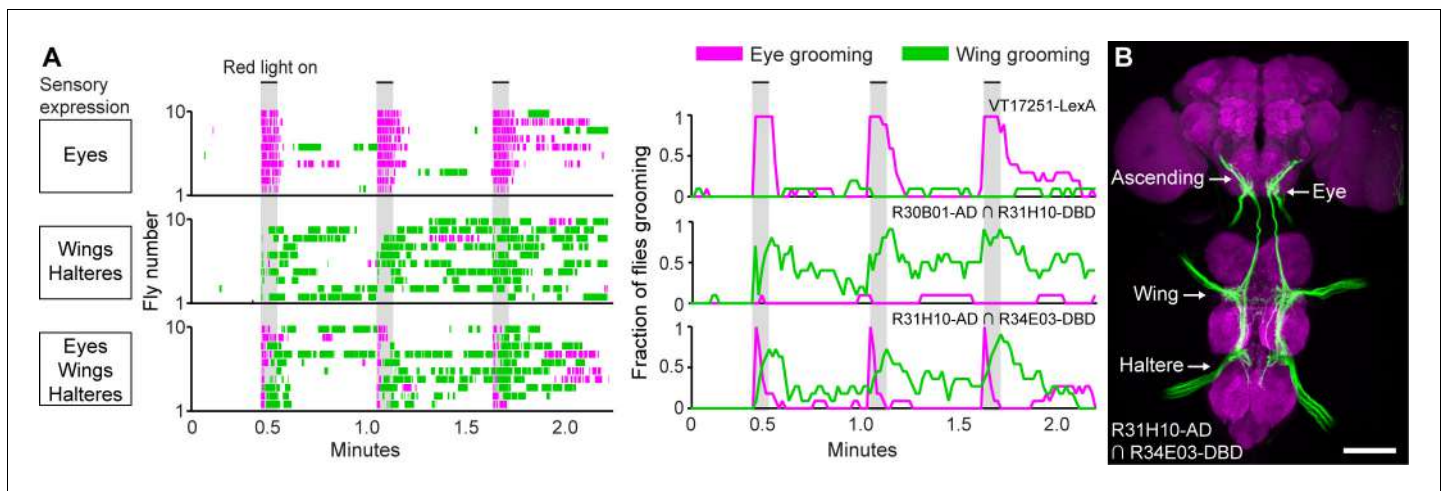 A
Sensory
expression
Red light on
Eye grooming
Wing grooming
B
Eyes
10
Fly number
1
Wings
Halteres
10
1
Eyes
Wings
Halteres
10
1
0.5
1.0
1.5
2.0
Minutes
Fraction of flies grooming
VT17251-LexA
1
0.5
0
R30B01-AD ∩ R31H10-DBD
1
0.5
0
R31H10-AD ∩ R34E03-DBD
1
0.5
0
0.5
1.0
1.5
2.0
Minutes
Ascending
Eye
Wing
Haltere
R31H10-AD
∩ R34E03-DBD